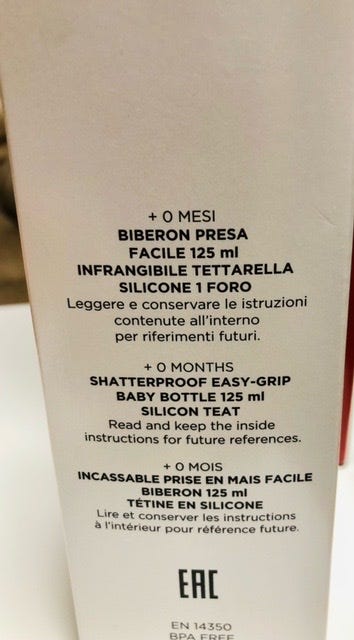 + 0 MESI
BIBERON PRESA
FACILE 125 ml
INFRANGIBILE TETTARELLA
SILICONE 1 FORO
Leggere e conservare le istruzioni
contenute all'interno
per riferimenti futuri.
+ 0 MONTHS
SHATTERPROOF EASY-GRIP
BABY BOTTLE 125 ml
SILICON TEAT
Read and keep the inside
instructions for future references.
+ 0 MOIS
INCASSABLE PRISE EN MAIS FACILE
BIBERON 125 ml
TÉTINE EN SILICONE
Lire et conserver les instructions
à l'intérieur pour référence future.
EAC
EN 14350
BPA FREE